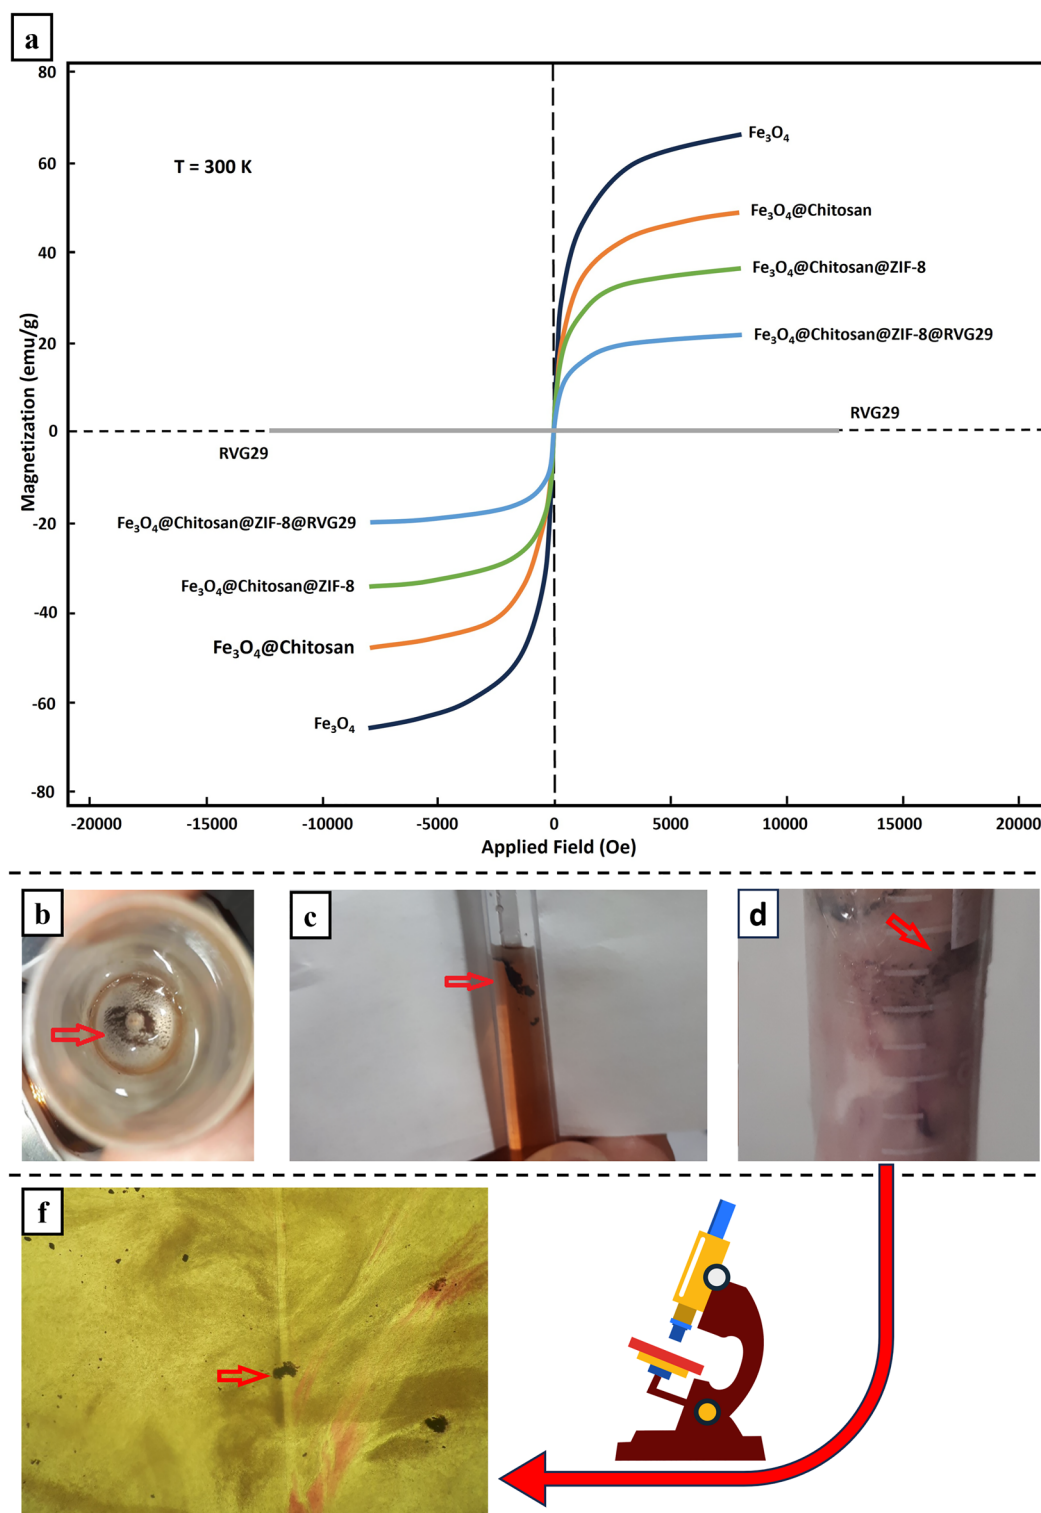 a
80
60
40
20
0
-20
-40
-60
-80
Magnetization (emu/g)
T = 300 K
Fe₃O₄
Fe₃O₄@Chitosan
Fe₃O₄@Chitosan@ZIF-8
Fe₃O₄@Chitosan@ZIF-8@RVG29
RVG29
RVG29
Fe₃O₄@Chitosan@ZIF-8@RVG29
Fe₃O₄@Chitosan@ZIF-8
Fe₃O₄@Chitosan
Fe₃O₄
-20000 -15000 -10000 -5000 0 5000 10000 15000 20000
Applied Field (Oe)
b
c
d
f